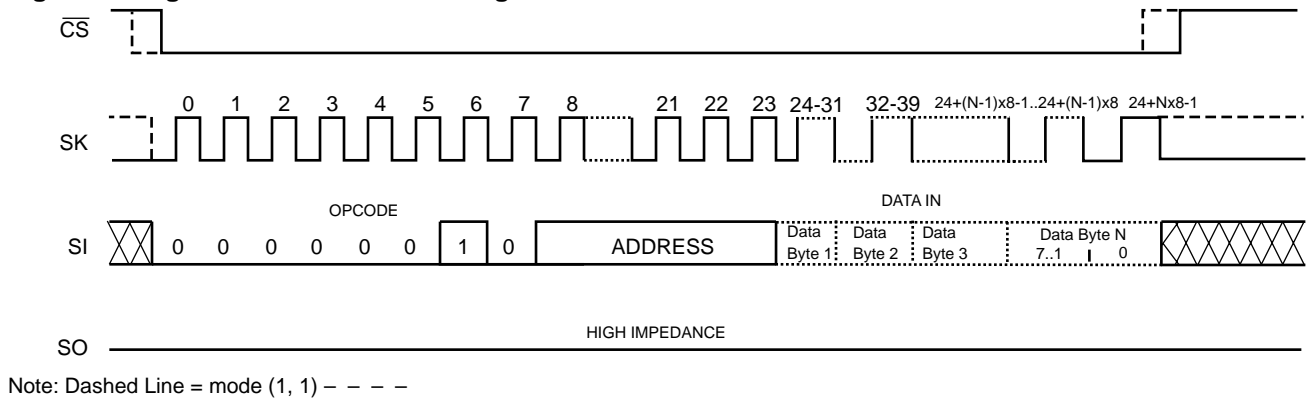 CS
0 1 2 3 4 5 6 7 8 21 22 23 24-31 32-39 24+(N-1)x8-1..24+(N-1)x8 24+Nx8-1
SK
OPCODE
DATA IN
SI
0 0 0 0 0 0 1 0 ADDRESS
Data Byte 1
Data Byte 2
Data Byte 3
Data Byte N
7..1 0
HIGH IMPEDANCE
SO
Note: Dashed Line = mode (1, 1) – – – –